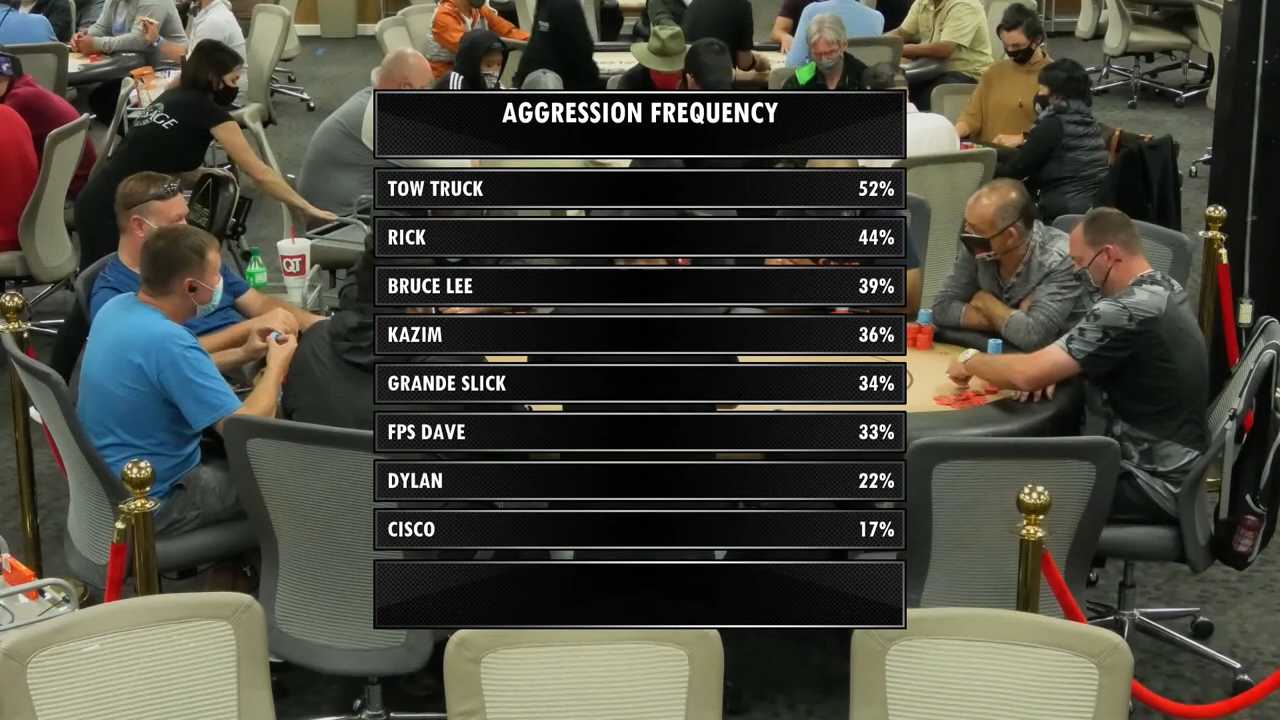 AGGRESSION FREQUENCY
TOW TRUCK 52%
RICK 44%
BRUCE LEE 39%
KAZIM 36%
GRANDE SLICK 34%
FPS DAVE 33%
DYLAN 22%
CISCO 17%
QT